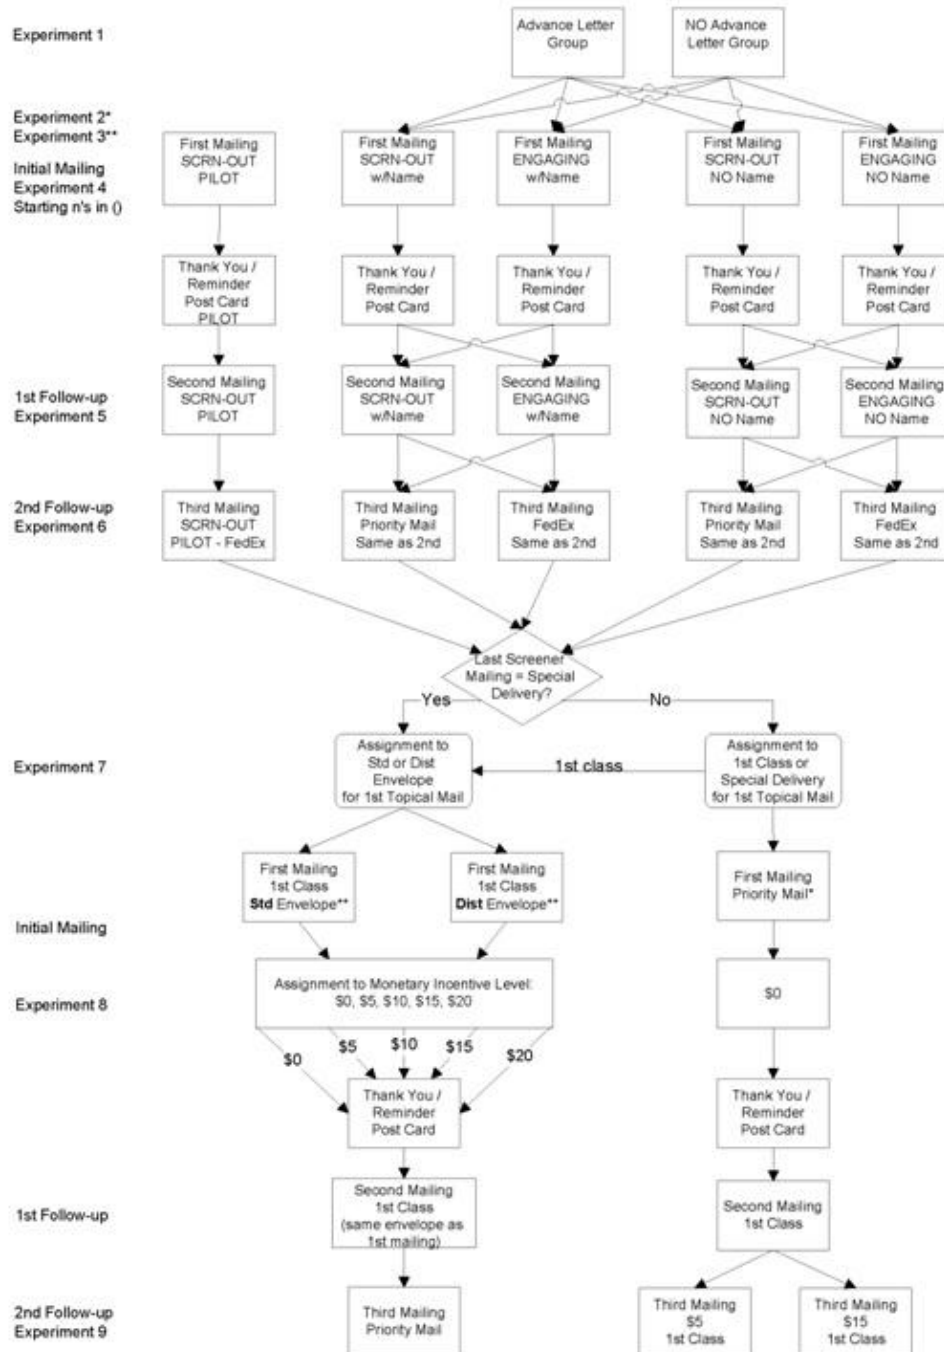 Experiment 1
Advance Letter
Group
NO Advance
Letter Group
Experiment 2*
Experiment 3**
Initial Mailing
Experiment 4
Starting n's in ()
First Mailing
SCRN-OUT
PILOT
First Mailing
SCRN-OUT
w/Name
First Mailing
ENGAGING
w/Name
First Mailing
SCRN-OUT
NO Name
First Mailing
ENGAGING
NO Name
Thank You /
Reminder
Post Card
PILOT
Thank You /
Reminder
Post Card
Thank You /
Reminder
Post Card
Thank You /
Reminder
Post Card
Thank You /
Reminder
Post Card
1st Follow-up
Experiment 5
Second Mailing
SCRN-OUT
PILOT
Second Mailing
SCRN-OUT
w/Name
Second Mailing
ENGAGING
w/Name
Second Mailing
SCRN-OUT
NO Name
Second Mailing
ENGAGING
NO Name
2nd Follow-up
Experiment 6
Third Mailing
SCRN-OUT
PILOT - FedEx
Third Mailing
Priority Mail
Same as 2nd
Third Mailing
FedEx
Same as 2nd
Third Mailing
Priority Mail
Same as 2nd
Third Mailing
FedEx
Same as 2nd
Last Screener
Mailing = Special
Delivery?
Yes
No
Experiment 7
Assignment to
Std or Dist
Envelope
for 1st Topical Mail
1st class
Assignment to
1st Class or
Special Delivery
for 1st Topical Mail
First Mailing
1st Class
Std Envelope**
First Mailing
1st Class
Dist Envelope**
First Mailing
Priority Mail*
Initial Mailing
Experiment 8
Assignment to Monetary Incentive Level:
$0, $5, $10, $15, $20
$0
$0
$5
$10
$15
$20
Thank You /
Reminder
Post Card
Thank You /
Reminder
Post Card
1st Follow-up
Second Mailing
1st Class
(same envelope as
1st mailing)
Second Mailing
1st Class
2nd Follow-up
Experiment 9
Third Mailing
Priority Mail
Third Mailing
$5
1st Class
Third Mailing
$15
1st Class